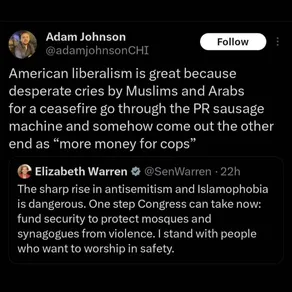 Adam Johnson
@adamjohnsonCHI
Follow
American liberalism is great because
desperate cries by Muslims and Arabs
for a ceasefire go through the PR sausage
machine and somehow come out the other
end as “more money for cops”
Elizabeth Warren @SenWarren · 22h
The sharp rise in antisemitism and Islamophobia
is dangerous. One step Congress can take now:
fund security to protect mosques and
synagogues from violence. I stand with people
who want to worship in safety.